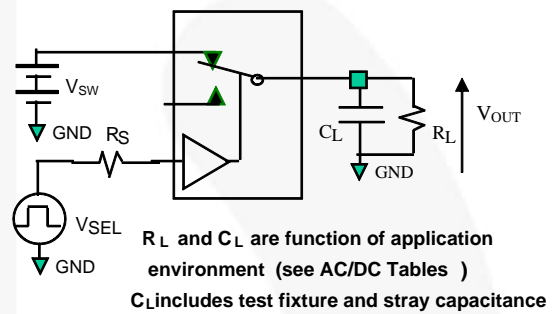 VSW
GND
RS
CL
RL
VOUT
GND
VSEL
GND
RL and CL are function of application
environment (see AC/DC Tables )
CLincludes test fixture and stray capacitance